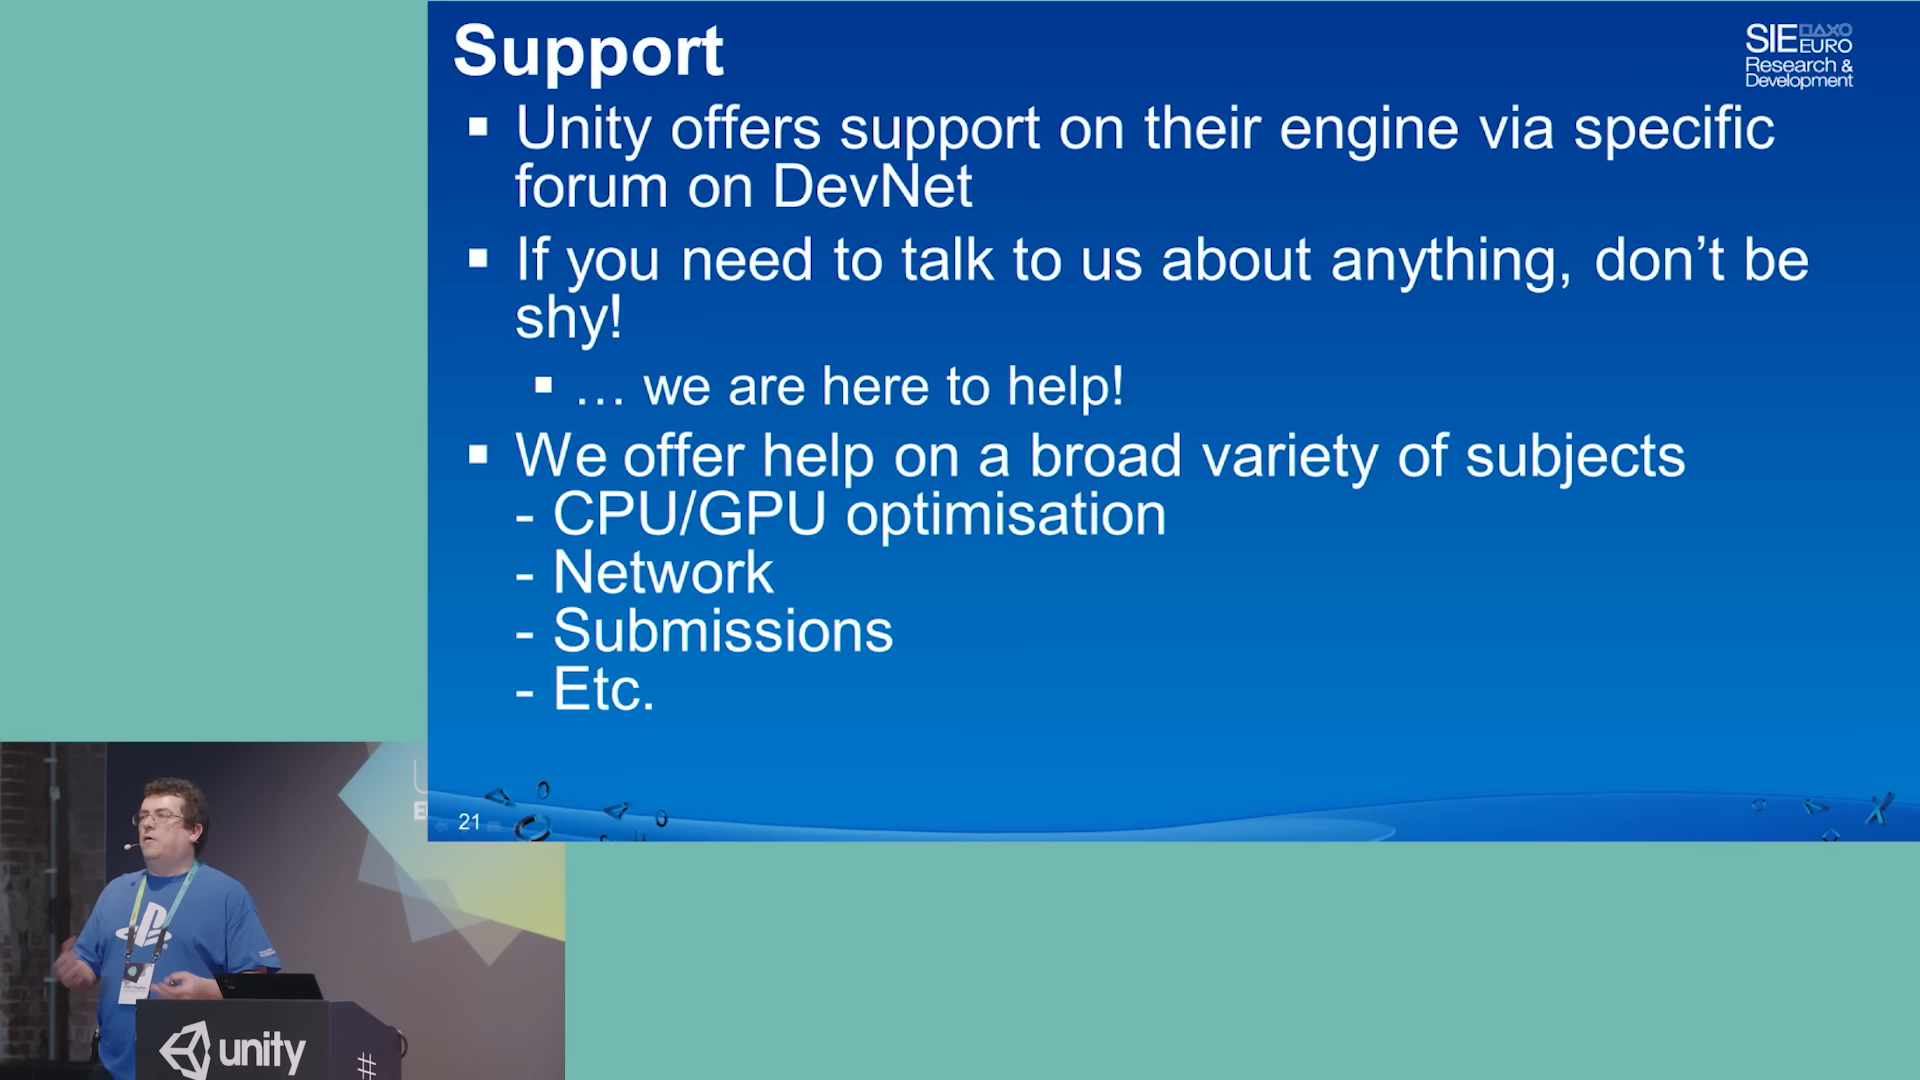 Support
SIE
EURO
Research &
Development
▪ Unity offers support on their engine via specific
forum on DevNet
▪ If you need to talk to us about anything, don’t be
shy!
▪ … we are here to help!
▪ We offer help on a broad variety of subjects
- CPU/GPU optimisation
- Network
- Submissions
- Etc.
21
unity
#